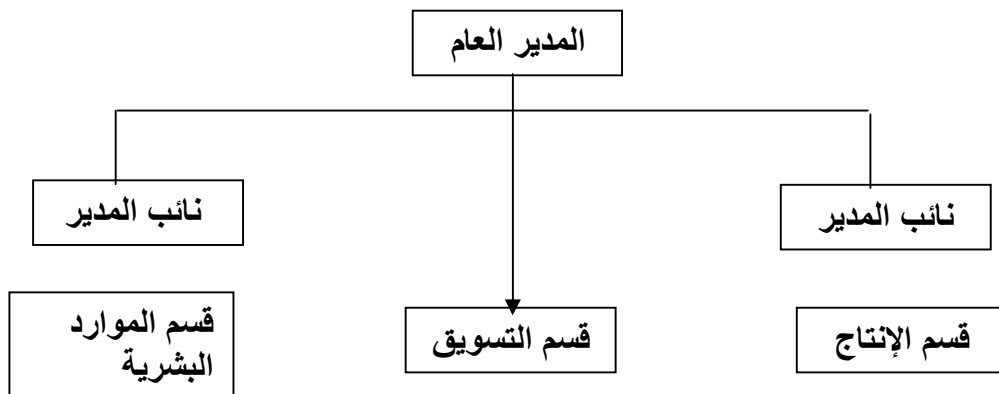 المدير العام
نائب المدير
نائب المدير
قسم الإنتاج
قسم التسويق
قسم الموارد
البشرية